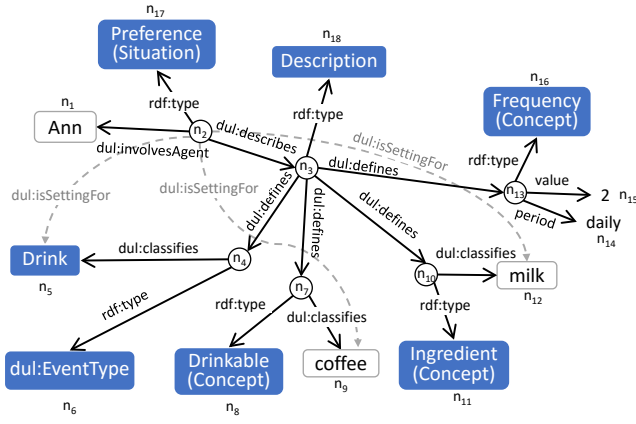 n17
n18
Preference
(Situation)
Description
n16
n1
rdf:type
rdf:type
Frequency
(Concept)
Ann
n2
dul:describes
dul:involvesAgent
dul:isSettingFor
rdf:type
n3
dul:defines
dul:isSettingFor
dul:isSettingFor
n13
value
2
n15
dul:defines
dul:defines
dul:defines
period
daily
n14
Drink
dul:classifies
n4
dul:classifies
n10
milk
n5
n12
rdf:type
n7
rdf:type
rdf:type
dul:classifies
dul:EventType
Drinkable
(Concept)
coffee
Ingredient
(Concept)
n6
n8
n9
n11